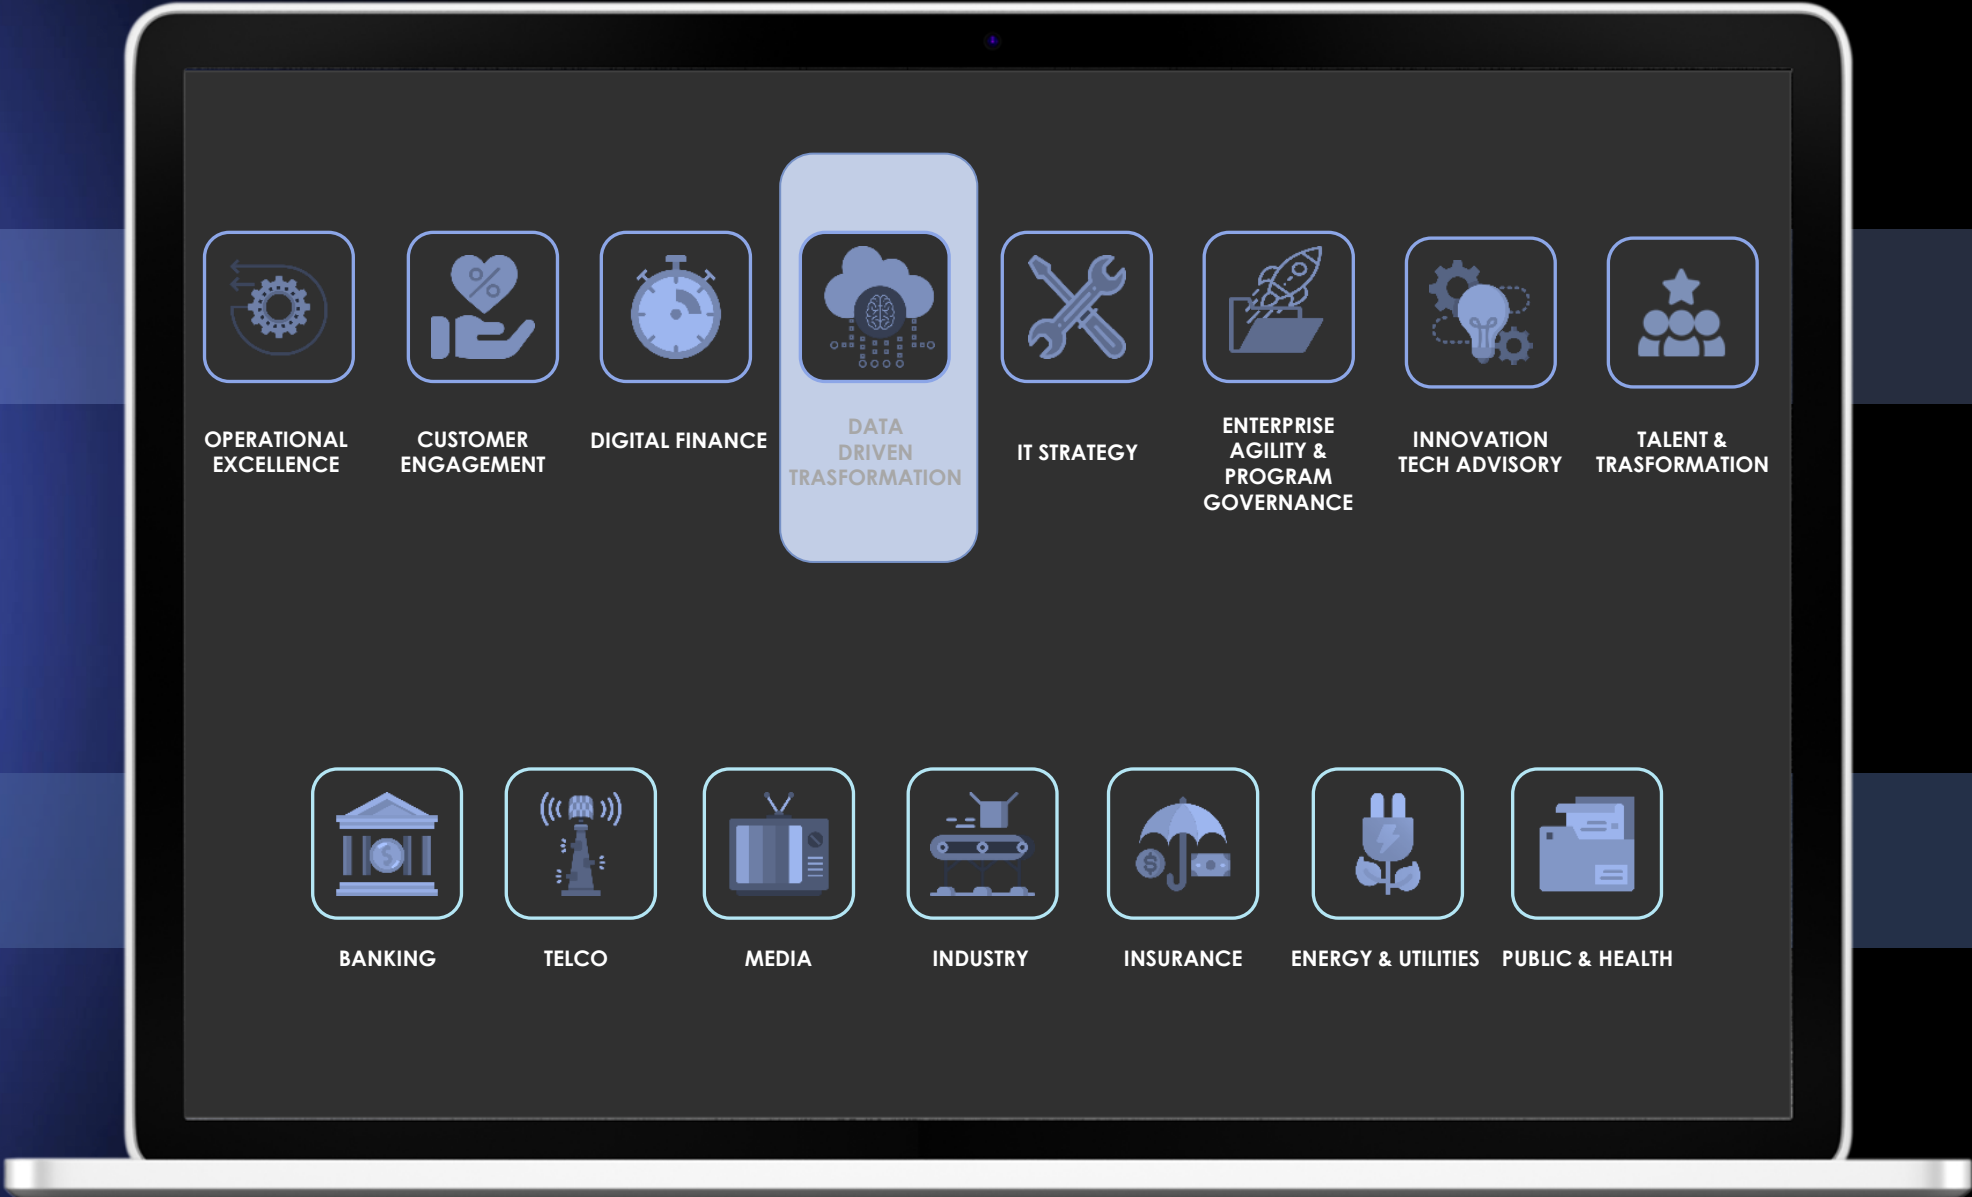 OPERATIONAL
EXCELLENCE
CUSTOMER
ENGAGEMENT
DIGITAL FINANCE
DATA
DRIVEN
TRASFORMATION
IT STRATEGY
ENTERPRISE
AGILITY &
PROGRAM
GOVERNANCE
INNOVATION
TECH ADVISORY
TALENT &
TRASFORMATION
BANKING
TELCO
MEDIA
INDUSTRY
INSURANCE
ENERGY & UTILITIES
PUBLIC & HEALTH